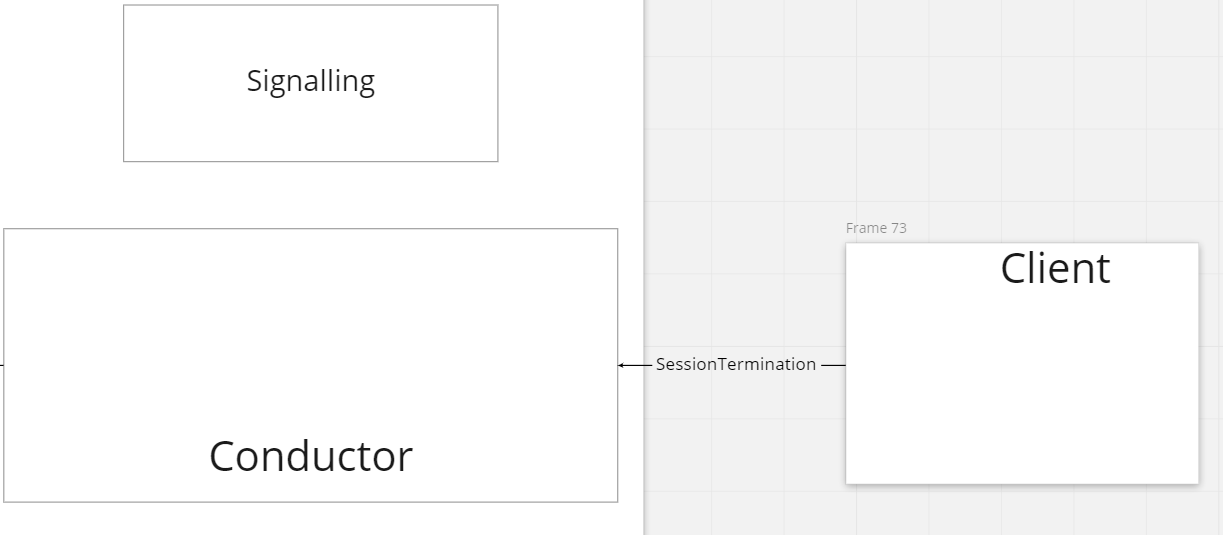 Signalling
Frame 73
Client
SessionTermination
Conductor